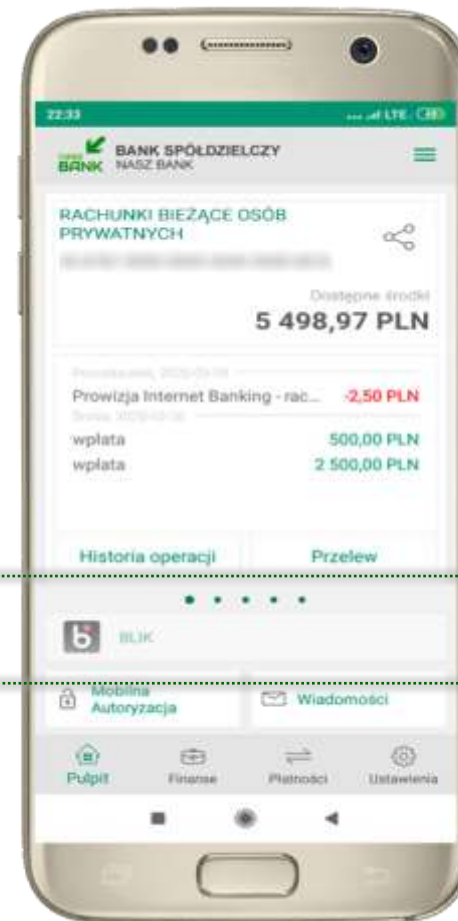 22:33
LTE
BANK SPÓŁDZIELCZY
BANK NASZ BANK
RACHUNKI BIEŻĄCE OSÓB
PRYWATNYCH
Dostępne środki
5 498,97 PLN
Prowizja Internet Banking - rac... -2,50 PLN
wpłata 500,00 PLN
wpłata 2 500,00 PLN
Historia operacji Przelew
BLIK
Mobilna
Autoryzacja
Wiadomości
Pulpit Finanse Płatności Ustawienia